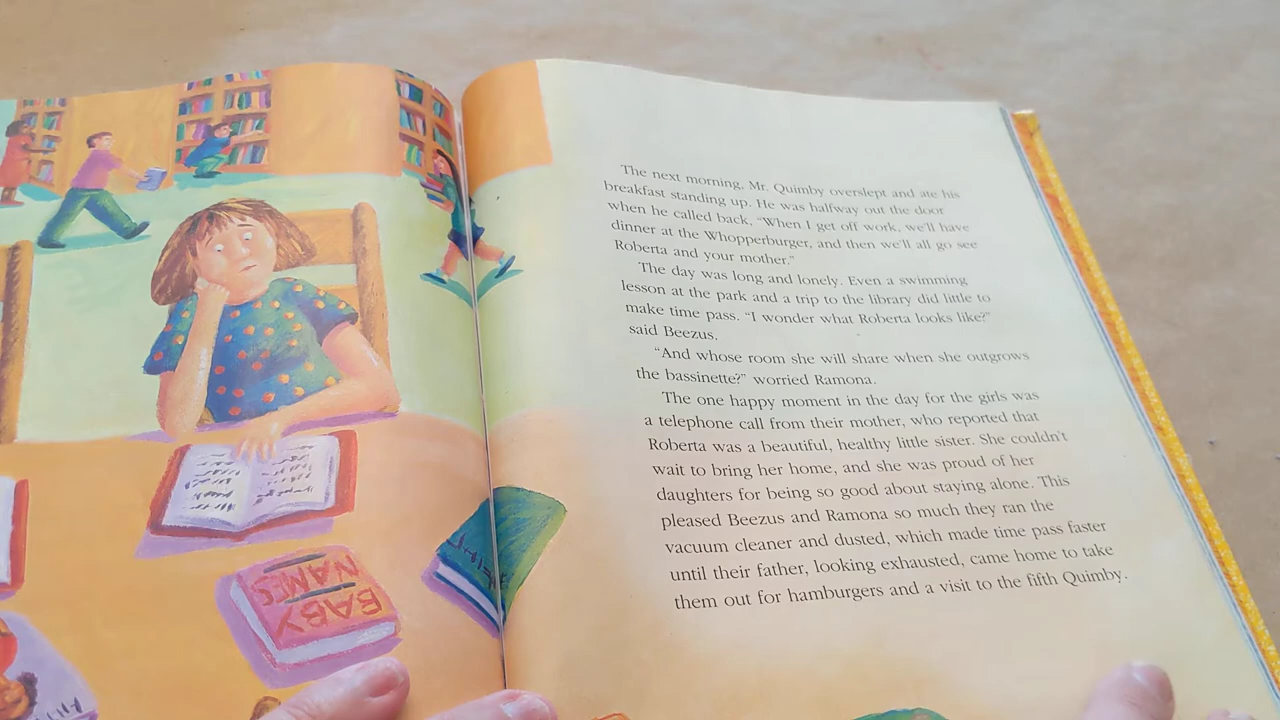 BABY
NAMES
The next morning, Mr. Quimby overslept and ate his
breakfast standing up. He was halfway out the door
when he called back, “When I get off work, we’ll have
dinner at the Whopperburger, and then we’ll all go see
Roberta and your mother.”
The day was long and lonely. Even a swimming
lesson at the park and a trip to the library did little to
make time pass. “I wonder what Roberta looks like?”
said Beezus.
“And whose room she will share when she outgrows
the bassinette?” worried Ramona.
The one happy moment in the day for the girls was
a telephone call from their mother, who reported that
Roberta was a beautiful, healthy little sister. She couldn’t
wait to bring her home, and she was proud of her
daughters for being so good about staying alone. This
pleased Beezus and Ramona so much they ran the
vacuum cleaner and dusted, which made time pass faster
until their father, looking exhausted, came home to take
them out for hamburgers and a visit to the fifth Quimby.